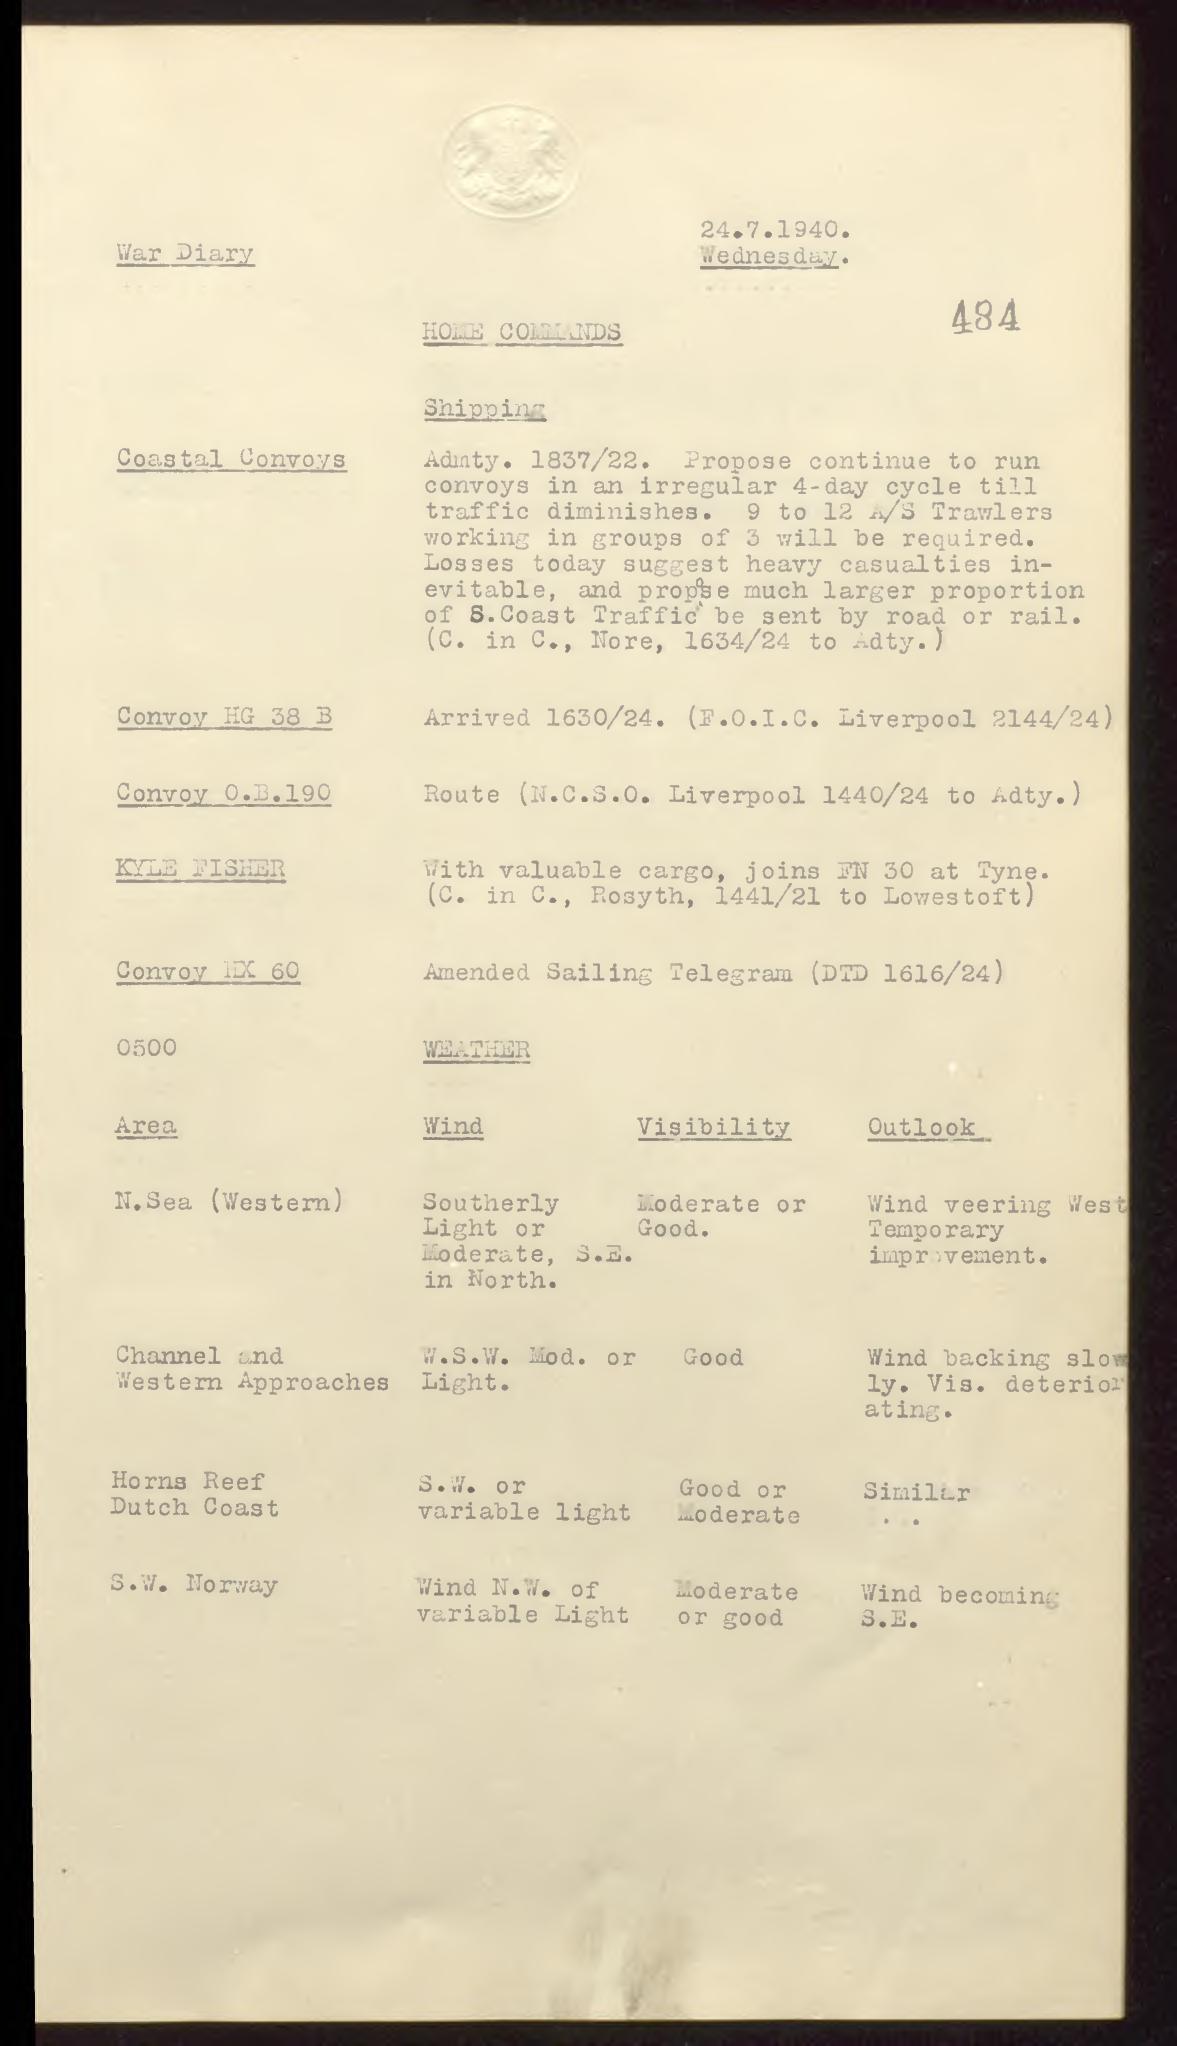 24.7.1940.
War Diary
Wednesday.
484
HOME COMMANDS
Shipping
Coastal Convoys
Admty. 1837/22. Propose continue to run
convoys in an irregular 4-day cycle till
traffic diminishes. 9 to 12 A/S Trawlers
working in groups of 3 will be required.
Losses today suggest heavy casualties in-
evitable, and propose much larger proportion
of S.Coast Traffic be sent by road or rail.
(C. in C., Nore, 1634/24 to Adty.)
Convoy HG 38 B Arrived 1630/24. (F.O.I.C. Liverpool 2144/24)
Convoy O.B.190 Route (N.C.S.O. Liverpool 1440/24 to Adty.)
KYLE FISHER With valuable cargo, joins FN 30 at Tyne.
(C. in C., Rosyth, 1441/21 to Lowestoft)
Convoy HX 60 Amended Sailing Telegram (DTD 1616/24)
0500 WEATHER
Area Wind Visibility Outlook
N.Sea (Western) Southerly Moderate or Wind veering West
Light or Good. Temporary
Moderate, S.E. improvement.
in North.
Channel and W.S.W. Mod. or Good Wind backing slow
Western Approaches Light. ly. Vis. deterior
ating.
Horns Reef S.W. or Good or Similar
Dutch Coast variable light Moderate
S.W. Norway Wind N.W. of Moderate Wind becoming
variable Light or good S.E.